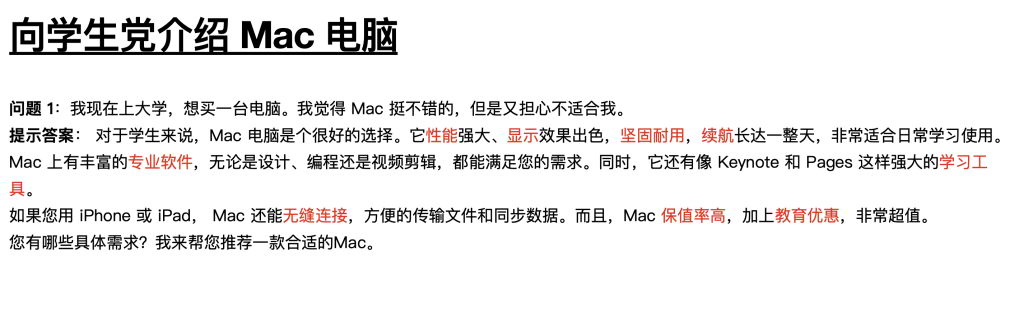 向学生党介绍 Mac 电脑
问题 1：我现在上大学，想买一台电脑。我觉得 Mac 挺不错的，但是又担心不适合我。
提示答案： 对于学生来说，Mac 电脑是个很好的选择。它性能强大、显示效果出色，坚固耐用，续航长达一整天，非常适合日常学习使用。
Mac 上有丰富的专业软件，无论是设计、编程还是视频剪辑，都能满足您的需求。同时，它还有像 Keynote 和 Pages 这样强大的学习工
具。
如果您用 iPhone 或 iPad， Mac 还能无缝连接，方便的传输文件和同步数据。而且，Mac 保值率高，加上教育优惠，非常超值。
您有哪些具体需求？我来帮您推荐一款合适的Mac。